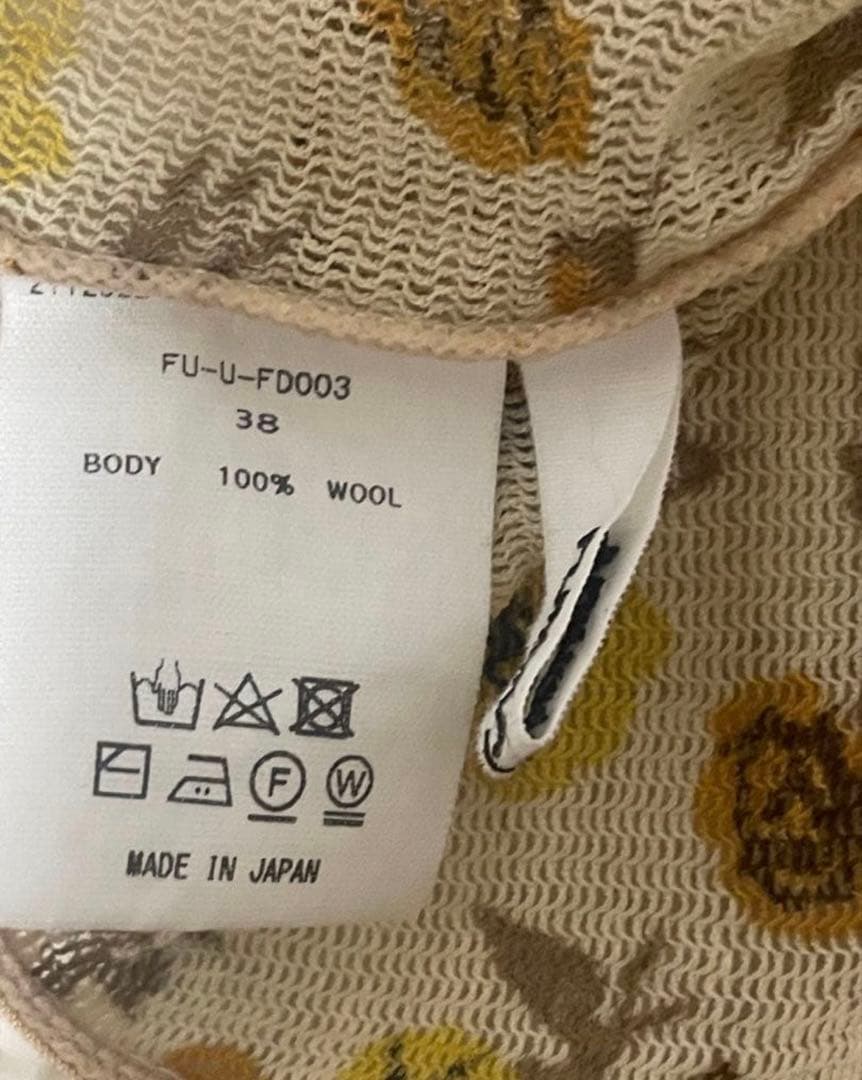 FU-U-FD003
38
BODY 100% WOOL
F W
MADE IN JAPAN